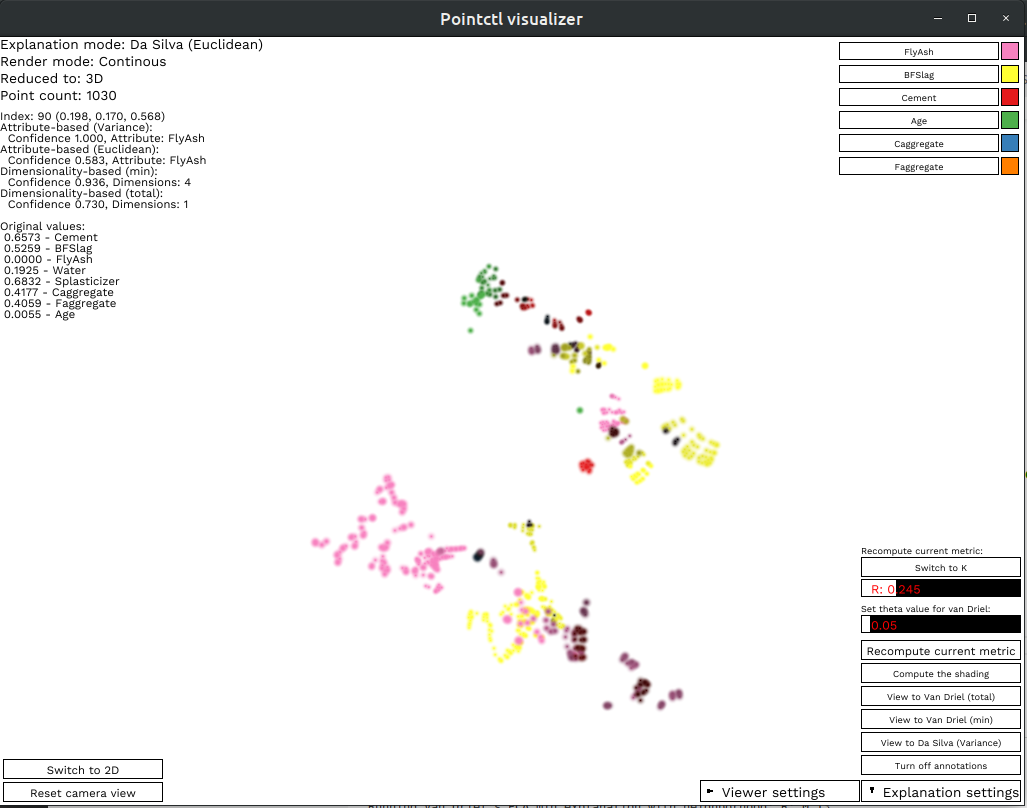 Pointctl visualizer
Explanation mode: Da Silva (Euclidean)
Render mode: Continous
Reduced to: 3D
Point count: 1030
Index: 90 (0.198, 0.170, 0.568)
Attribute-based (Variance):
Confidence 1.000, Attribute: FlyAsh
Attribute-based (Euclidean):
Confidence 0.583, Attribute: FlyAsh
Dimensionality-based (min):
Confidence 0.936, Dimensions: 4
Dimensionality-based (total):
Confidence 0.730, Dimensions: 1
Original values:
0.6573 - Cement
0.5259 - BFSlag
0.0000 - FlyAsh
0.1925 - Water
0.6832 - Splasticizer
0.4177 - Caggregate
0.4059 - Faggregate
0.0055 - Age
FlyAsh
BFSlag
Cement
Age
Caggregate
Faggregate
Recompute current metric:
Switch to K
R: 0.245
Set theta value for van Driel:
0.05
Recompute current metric
Compute the shading
View to Van Driel (total)
View to Van Driel (min)
View to Da Silva (Variance)
Turn off annotations
Explanation settings
Viewer settings
Switch to 2D
Reset camera view